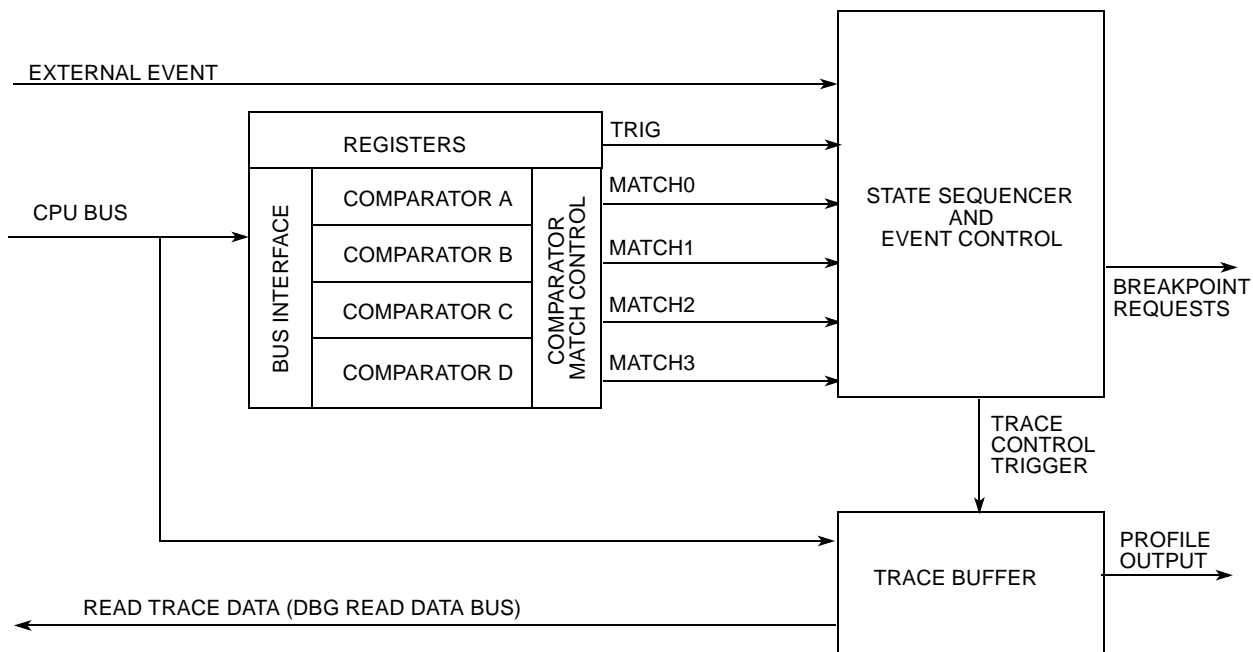 EXTERNAL EVENT
TRIG
REGISTERS
MATCH0
COMPARATOR A
CPU BUS
BUS INTERFACE
COMPARATOR
MATCH CONTROL
STATE SEQUENCER
AND
EVENT CONTROL
COMPARATOR B
MATCH1
BREAKPOINT
REQUESTS
COMPARATOR C
MATCH2
COMPARATOR D
MATCH3
TRACE
CONTROL
TRIGGER
PROFILE
OUTPUT
TRACE BUFFER
READ TRACE DATA (DBG READ DATA BUS)